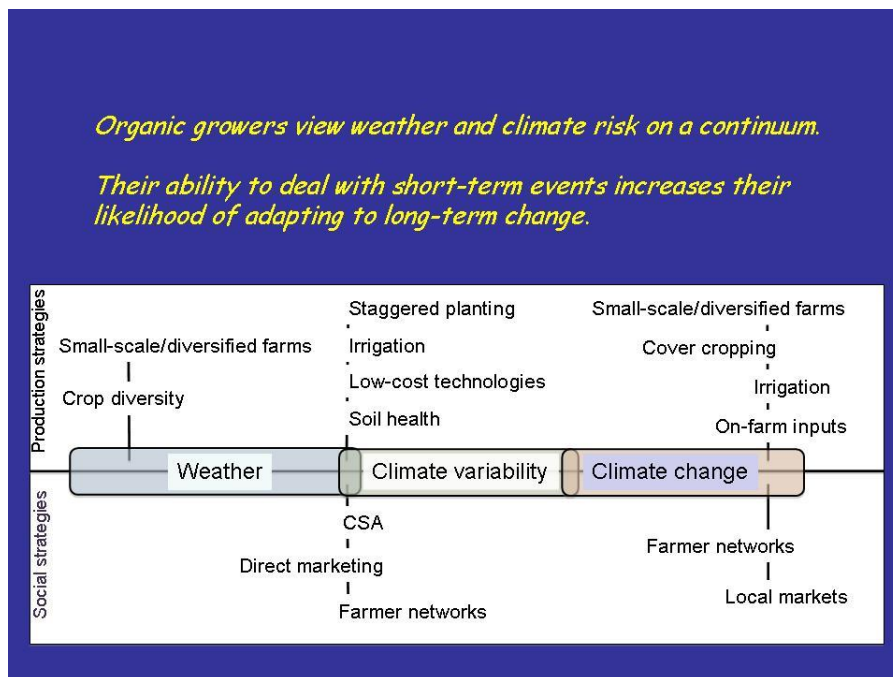 Organic growers view weather and climate risk on a continuum.
Their ability to deal with short-term events increases their
likelihood of adapting to long-term change.
Production strategies
Small-scale/diversified farms
Crop diversity
Staggered planting
Irrigation
Low-cost technologies
Soil health
Small-scale/diversified farms
Cover cropping
Irrigation
On-farm inputs
Weather
Climate variability
Climate change
Social strategies
CSA
Direct marketing
Farmer networks
Farmer networks
Local markets